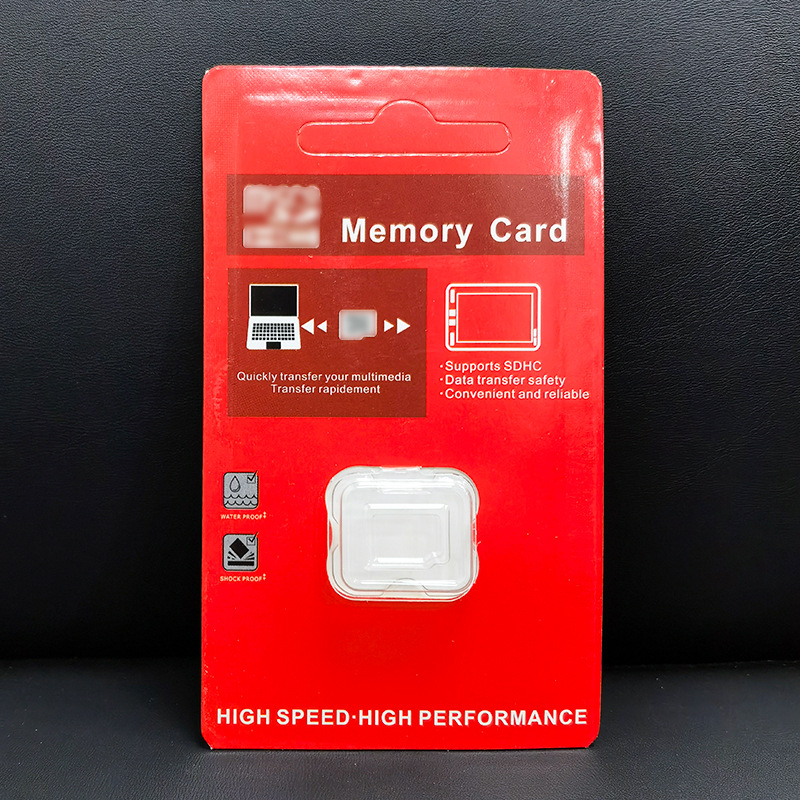 Memory Card
Quickly transfer your multimedia
Transfer rapidement
·Supports SDHC
·Data transfer safety
·Convenient and reliable
WATER PROOF‡
SHOCK PROOF‡
HIGH SPEED·HIGH PERFORMANCE